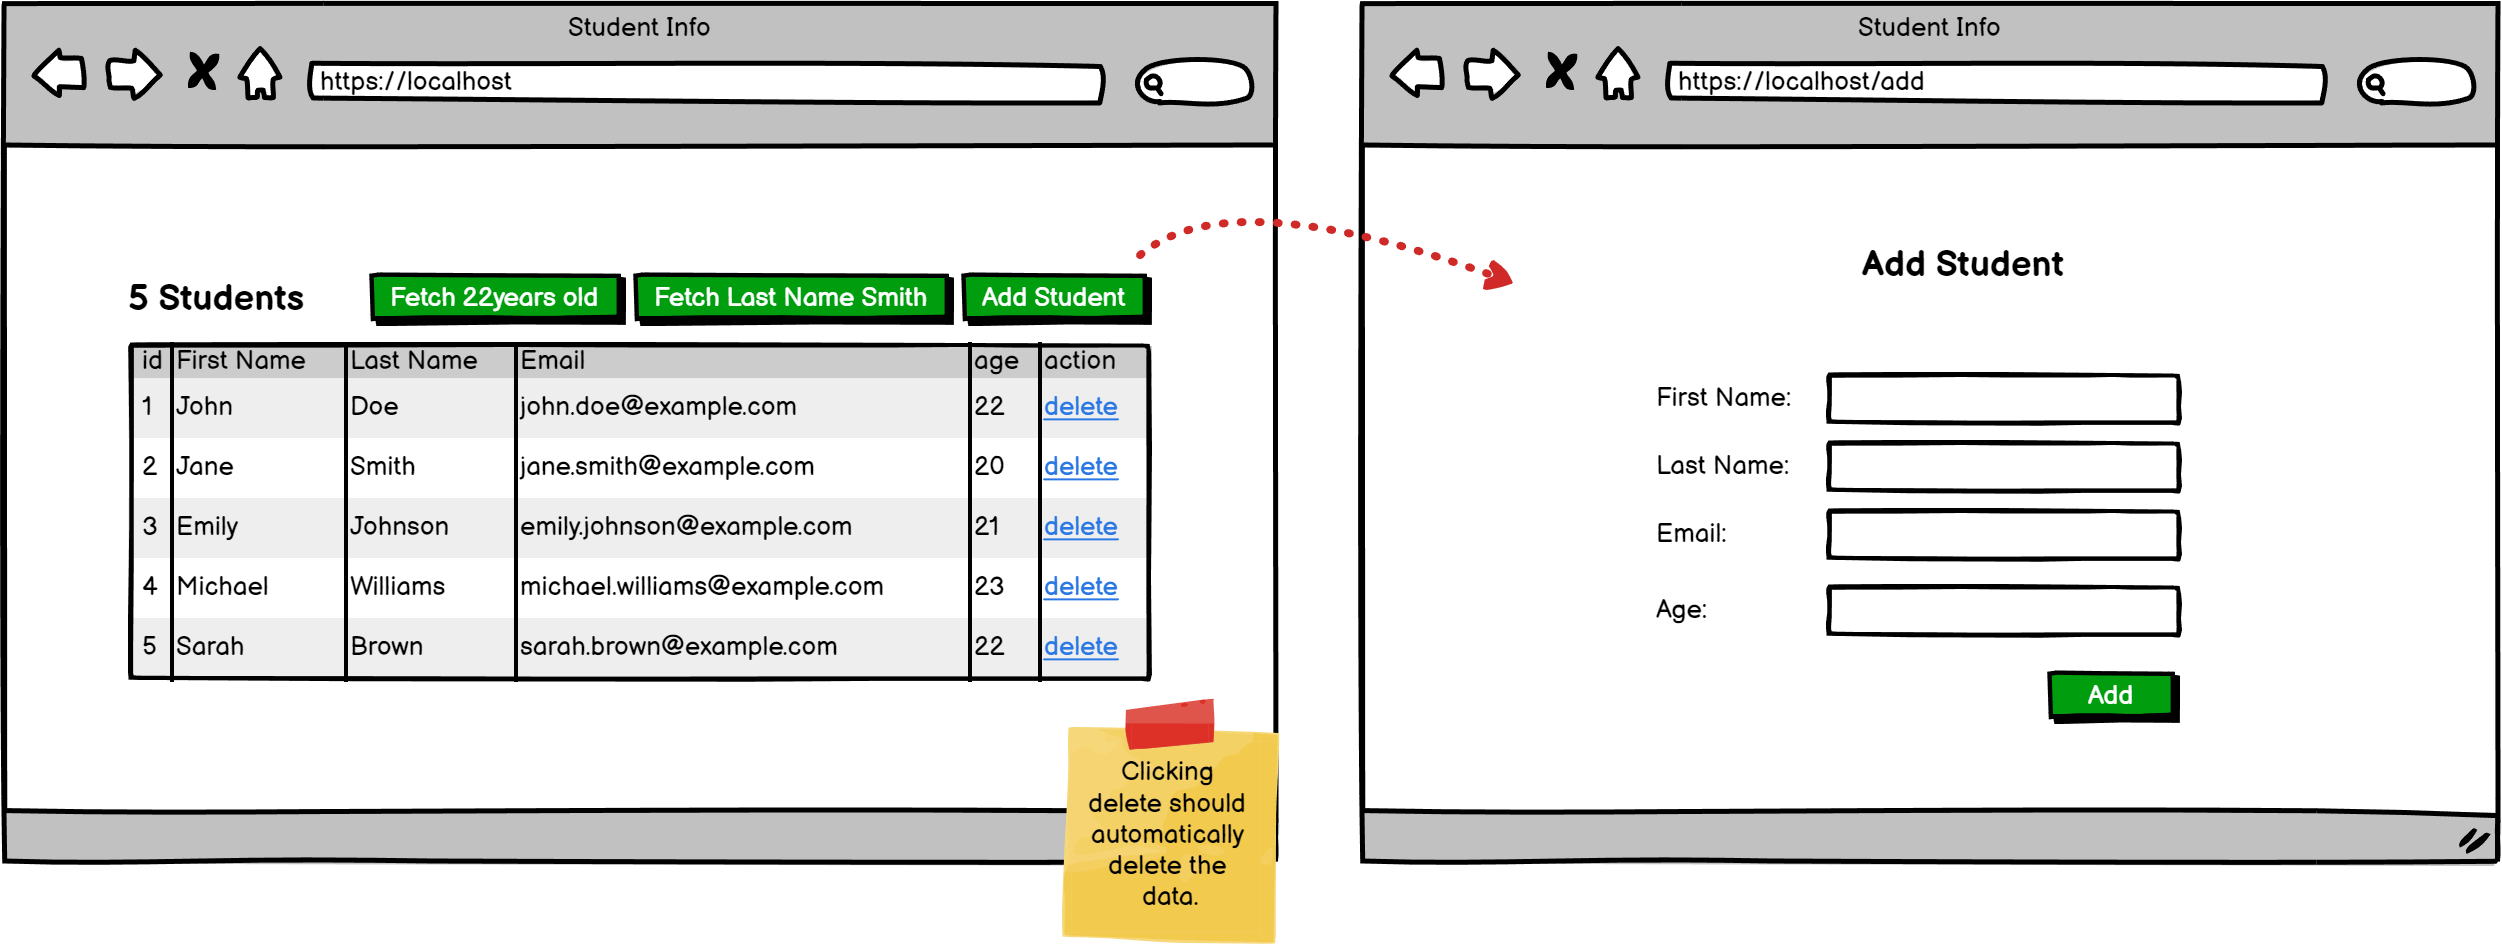 Student Info
https://localhost
5 Students
Fetch 22years old
Fetch Last Name Smith
Add Student
id First Name Last Name Email age action
1 John Doe john.doe@example.com 22 delete
2 Jane Smith jane.smith@example.com 20 delete
3 Emily Johnson emily.johnson@example.com 21 delete
4 Michael Williams michael.williams@example.com 23 delete
5 Sarah Brown sarah.brown@example.com 22 delete
Clicking
delete should
automatically
delete the
data.
Student Info
https://localhost/add
Add Student
First Name:
Last Name:
Email:
Age:
Add